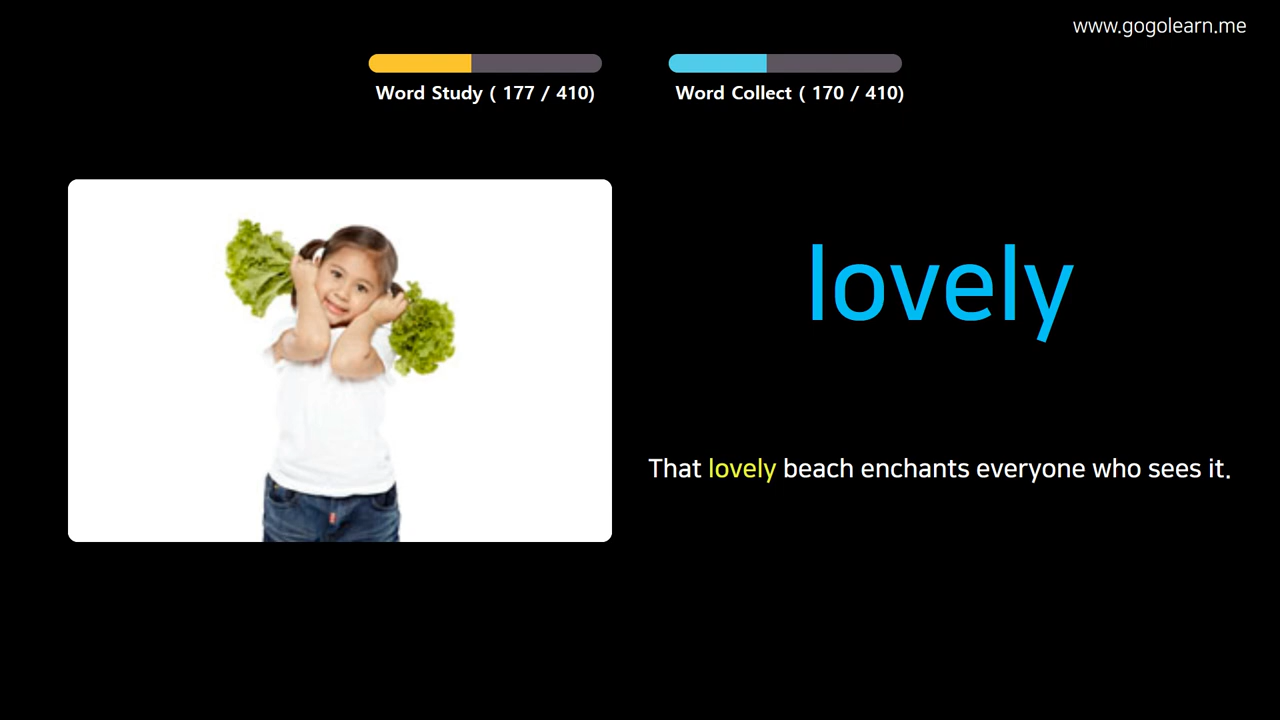 www.gogolearn.me
Word Study ( 177 / 410)
Word Collect ( 170 / 410)
lovely
That lovely beach enchants everyone who sees it.